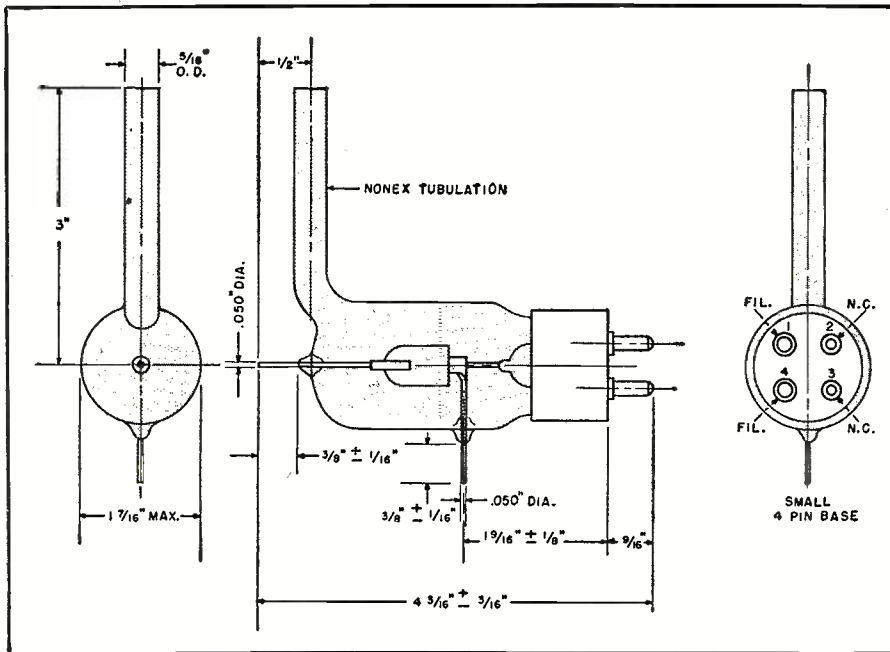 5/16"
O.D.
1/2"
3"
NONEX TUBULATION
.050" DIA.
FIL.
N.C.
1
2
4
3
FIL.
N.C.
3/8" ± 1/16"
3/8" ± 1/16"
.050" DIA.
1 7/16" MAX.
1 9/16" ± 1/8"
9/16"
SMALL
4 PIN BASE
4 3/16" ± 3/16"